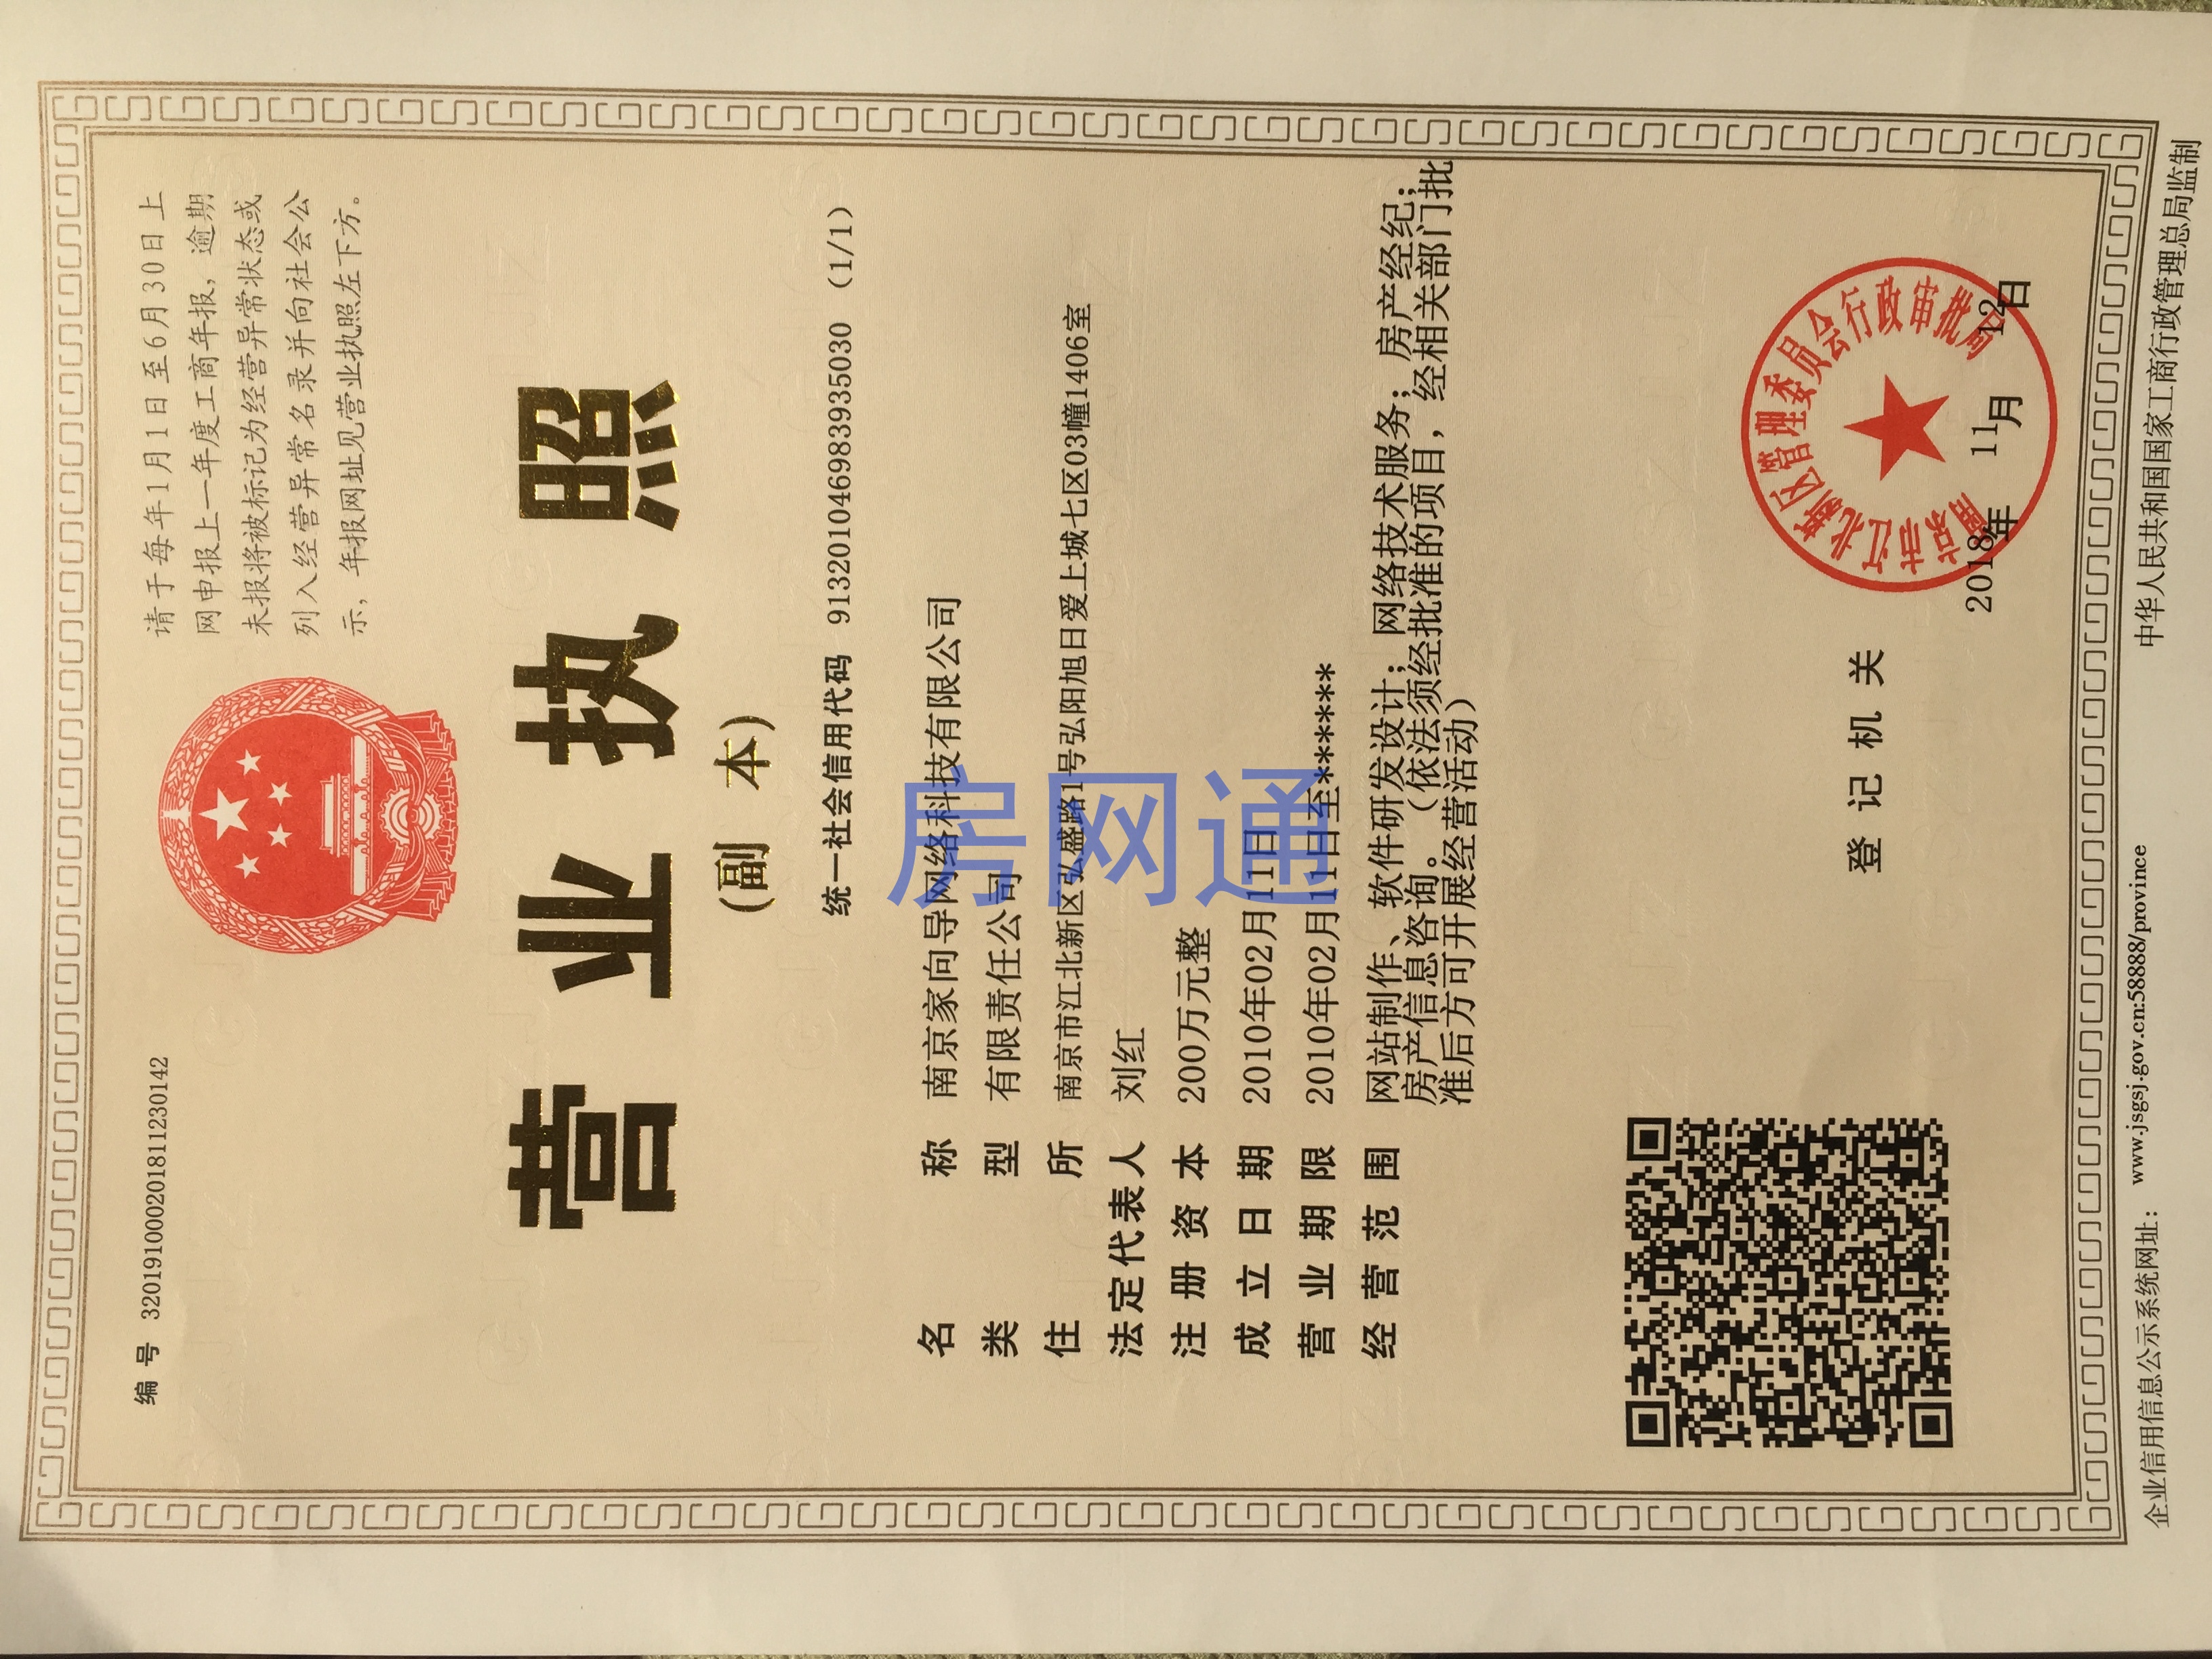 编号 320191000201811230142
请于每年1月1日至6月30日上
网申报上一年度工商年报，逾期
未报将被标记为经营异常状态或
列入经营异常名录并向社会公
示，年报网址见营业执照左下方。
营业执照
(副 本)
统一社会信用代码 913201046983935030 （1/1）
名称 南京家向导网络科技有限公司
类型 有限责任公司
住所 南京市江北新区弘盛路1号弘阳旭日爱上城七区03幢1406室
法定代表人 刘红
注册资本 200万元整
成立日期 2010年02月11日
营业期限 2010年02月11日至******
经营范围 网站制作、软件研发设计；网络技术服务；房产经纪；
房产信息咨询。（依法须经批准的项目，经相关部门批
准后方可开展经营活动）
房网通
登记机关
南京市江北新区管理委员会行政审批局
2018年 11月 12日
企业信用信息公示系统网址： www.jsgsj.gov.cn:58888/province
中华人民共和国国家工商行政管理总局监制